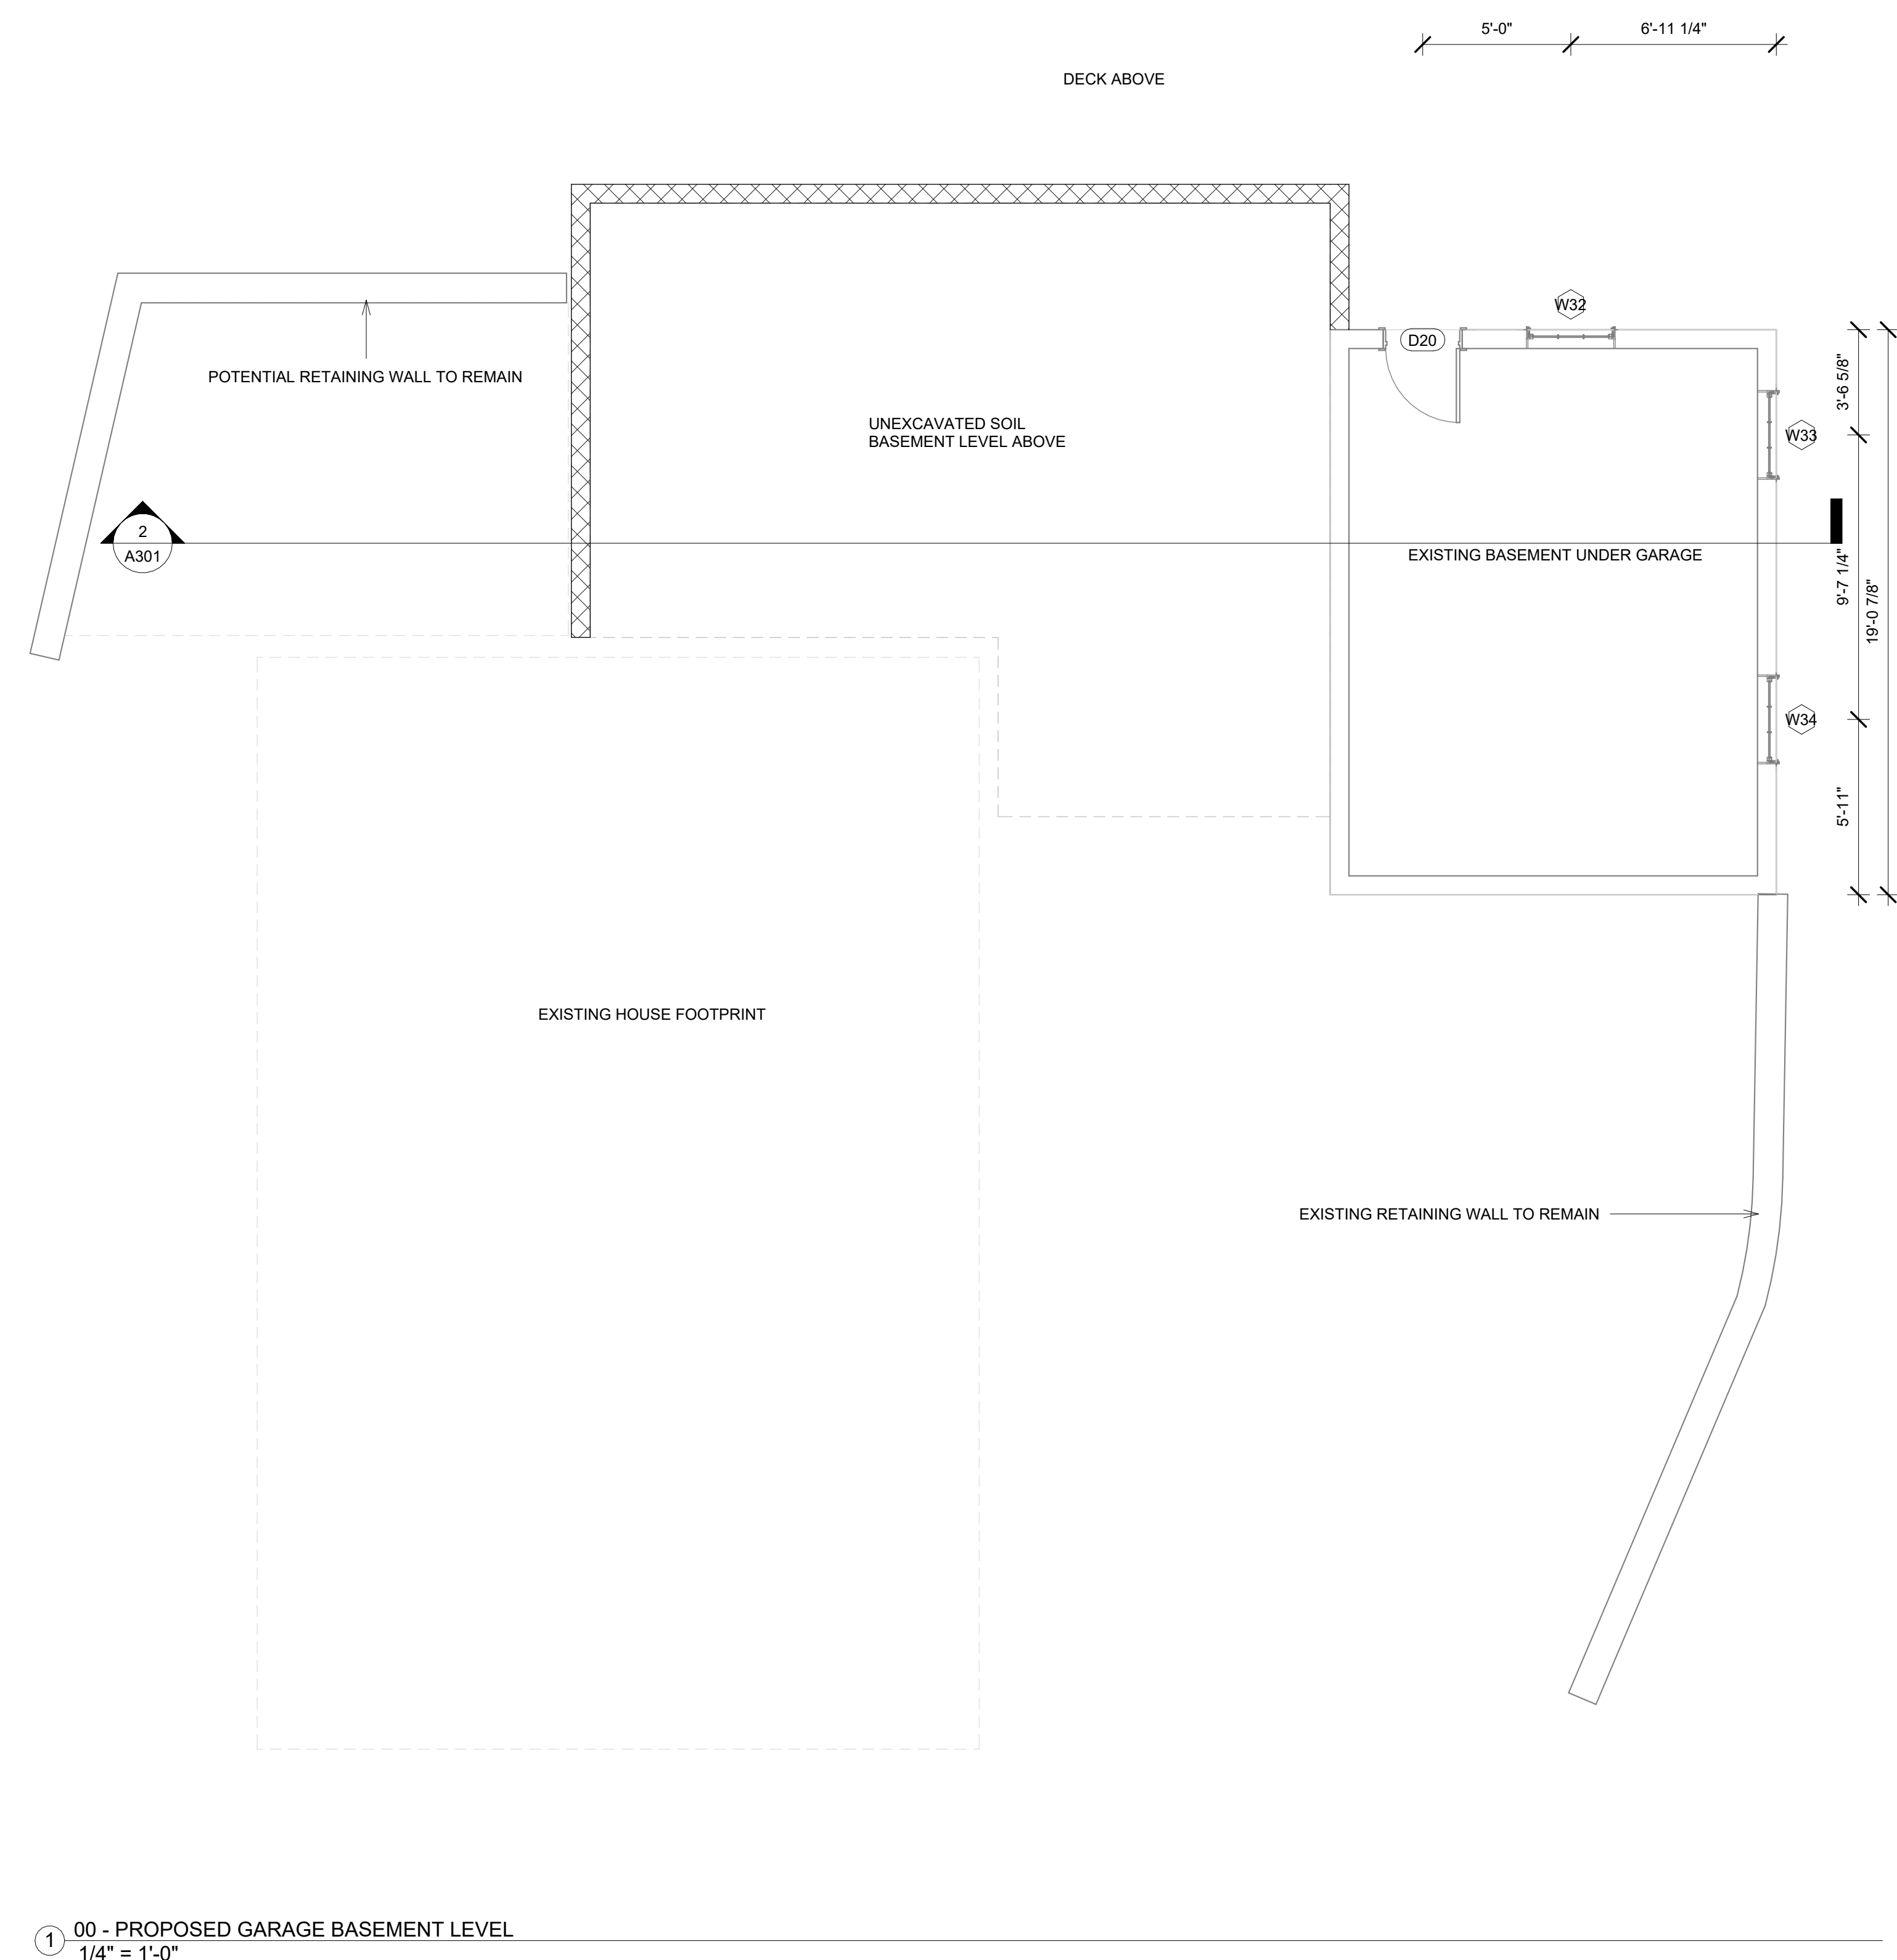 5'-0"
6'-11 1/4"
DECK ABOVE
W32
D20
3'-6 5/8"
POTENTIAL RETAINING WALL TO REMAIN
UNEXCAVATED SOIL
BASEMENT LEVEL ABOVE
W33
2
A301
EXISTING BASEMENT UNDER GARAGE
9'-7 1/4"
19'-0 7/8"
W34
5'-11"
EXISTING HOUSE FOOTPRINT
EXISTING RETAINING WALL TO REMAIN
1
00 - PROPOSED GARAGE BASEMENT LEVEL
1/4" = 1'-0"